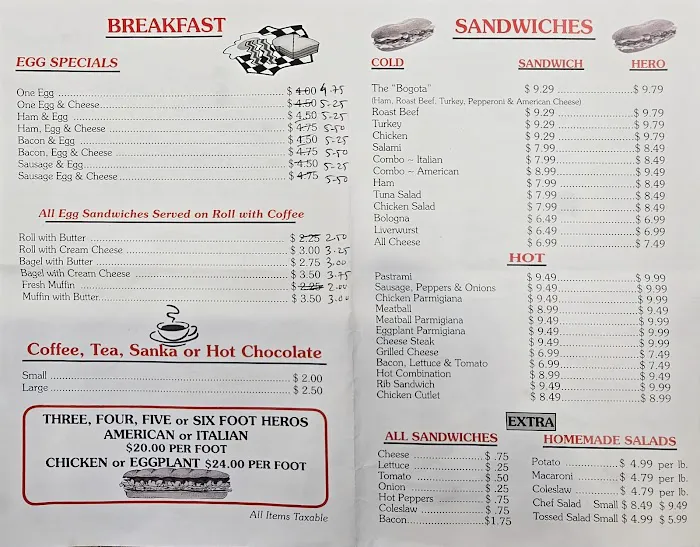 BREAKFAST
EGG SPECIALS
One Egg $ 4.00 4.75
One Egg & Cheese $ 4.50 5-25
Ham & Egg $ 4.50 5-25
Ham, Egg & Cheese $ 4.75 5-50
Bacon & Egg $ 4.50 5-25
Bacon, Egg & Cheese $ 4.75 5-50
Sausage & Egg $ 4.50 5-25
Sausage Egg & Cheese $ 4.75 5-50
All Egg Sandwiches Served on Roll with Coffee
Roll with Butter $ 2.25 2-50
Roll with Cream Cheese $ 3.00 3-25
Bagel with Butter $ 2.75 3.00
Bagel with Cream Cheese $ 3.50 3.75
Fresh Muffin $ 2.25 2.00
Muffin with Butter $ 3.50 3.00
Coffee, Tea, Sanka or Hot Chocolate
Small $ 2.00
Large $ 2.50
THREE, FOUR, FIVE or SIX FOOT HEROS
AMERICAN or ITALIAN
$20.00 PER FOOT
CHICKEN or EGGPLANT $24.00 PER FOOT
All Items Taxable
SANDWICHES
COLD SANDWICH HERO
The "Bogota" $ 9.29 $ 9.79
(Ham, Roast Beef, Turkey, Pepperoni & American Cheese)
Roast Beef $ 9.29 $ 9.79
Turkey $ 9.29 $ 9.79
Chicken $ 9.29 $ 9.79
Salami $ 7.99 $ 8.49
Combo ~ Italian $ 7.99 $ 8.49
Combo ~ American $ 8.99 $ 9.49
Ham $ 7.99 $ 8.49
Tuna Salad $ 7.99 $ 8.49
Chicken Salad $ 7.99 $ 8.49
Bologna $ 6.49 $ 6.99
Liverwurst $ 6.49 $ 6.99
All Cheese $ 6.99 $ 7.49
HOT
Pastrami $ 9.49 $ 9.99
Sausage, Peppers & Onions $ 9.49 $ 9.99
Chicken Parmigiana $ 9.49 $ 9.99
Meatball $ 8.99 $ 9.49
Meatball Parmigiana $ 9.49 $ 9.99
Eggplant Parmigiana $ 9.49 $ 9.99
Cheese Steak $ 9.49 $ 9.99
Grilled Cheese $ 6.99 $ 7.49
Bacon, Lettuce & Tomato $ 6.99 $ 7.49
Hot Combination $ 8.99 $ 9.49
Rib Sandwich $ 9.49 $ 9.99
Chicken Cutlet $ 8.49 $ 8.99
EXTRA
ALL SANDWICHES
Cheese $ .75
Lettuce $ .25
Tomato $ .50
Onion $ .25
Hot Peppers $ .75
Coleslaw $ .75
Bacon $1.75
HOMEMADE SALADS
Potato $ 4.99 per lb.
Macaroni $ 4.79 per lb.
Coleslaw $ 4.79 per lb.
Chef Salad Small $ 8.49 $ 9.49
Tossed Salad Small $ 4.99 $ 5.99